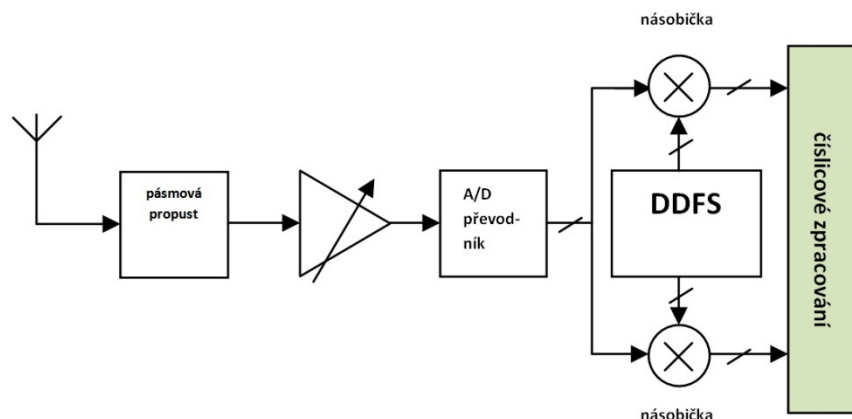 násobička
pásmová
propust
A/D
převod-
ník
DDFS
číslicové zpracování
násobička